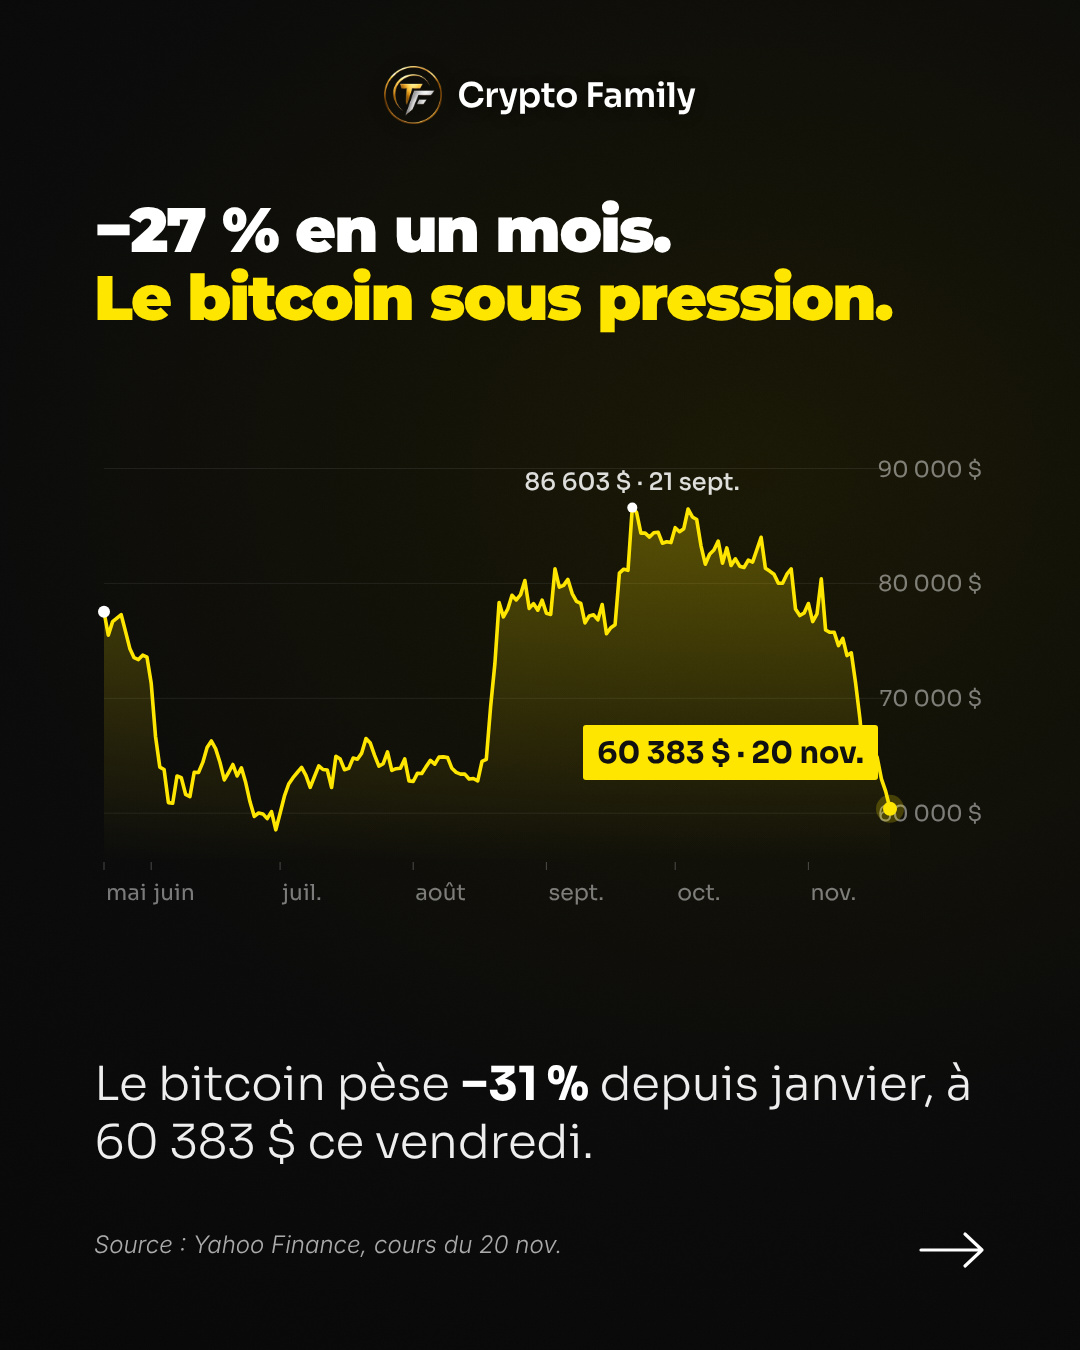 TF Crypto Family
−27 % en un mois.
Le bitcoin sous pression.
90 000 $
86 603 $ · 21 sept.
80 000 $
70 000 $
60 383 $ · 20 nov.
60 000 $
mai juin juil. août sept. oct. nov.
Le bitcoin pèse −31 % depuis janvier, à
60 383 $ ce vendredi.
Source : Yahoo Finance, cours du 20 nov.